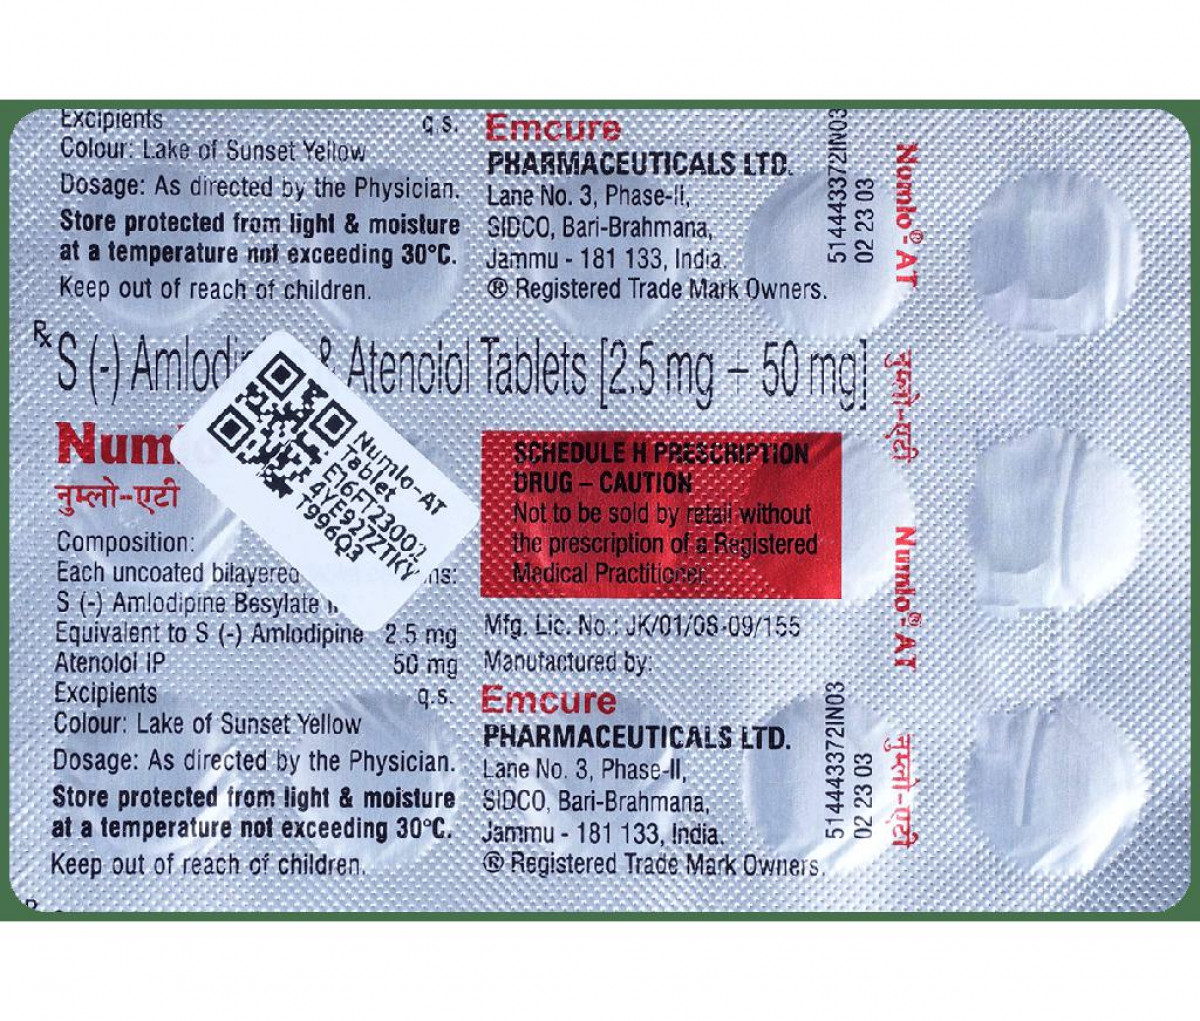 Excipients q.s.
Colour: Lake of Sunset Yellow
Dosage: As directed by the Physician.
Store protected from light & moisture
at a temperature not exceeding 30°C.
Keep out of reach of children.
Emcure
PHARMACEUTICALS LTD.
Lane No. 3, Phase-II,
SIDCO, Bari-Brahmana,
Jammu - 181 133, India.
® Registered Trade Mark Owners.
514443372IN03
02 23 03
Rx S (-) Amlodi & Atenolol Tablets [2.5 mg + 50 mg]
Numl
नुम्लो-एटी
Numlo-AT
Tablet
E16FT23002
4YE927Z1KY
T996Q3
Composition:
Each uncoated bilayered ns:
S (-) Amlodipine Besylate
Equivalent to S (-) Amlodipine 2.5 mg
Atenolol IP 50 mg
Excipients q.s.
Colour: Lake of Sunset Yellow
Dosage: As directed by the Physician.
Store protected from light & moisture
at a temperature not exceeding 30°C.
Keep out of reach of children.
SCHEDULE H PRESCRIPTION
DRUG – CAUTION
Not to be sold by retail without
the prescription of a Registered
Medical Practitioner.
Mfg. Lic. No.: JK/01/08-09/155
Manufactured by:
Emcure
PHARMACEUTICALS LTD.
Lane No. 3, Phase-II,
SIDCO, Bari-Brahmana,
Jammu - 181 133, India.
® Registered Trade Mark Owners.
514443372IN03
02 23 03
Numlo®-AT
नुम्लो-एटी
Numlo®-AT
नुम्लो-एटी